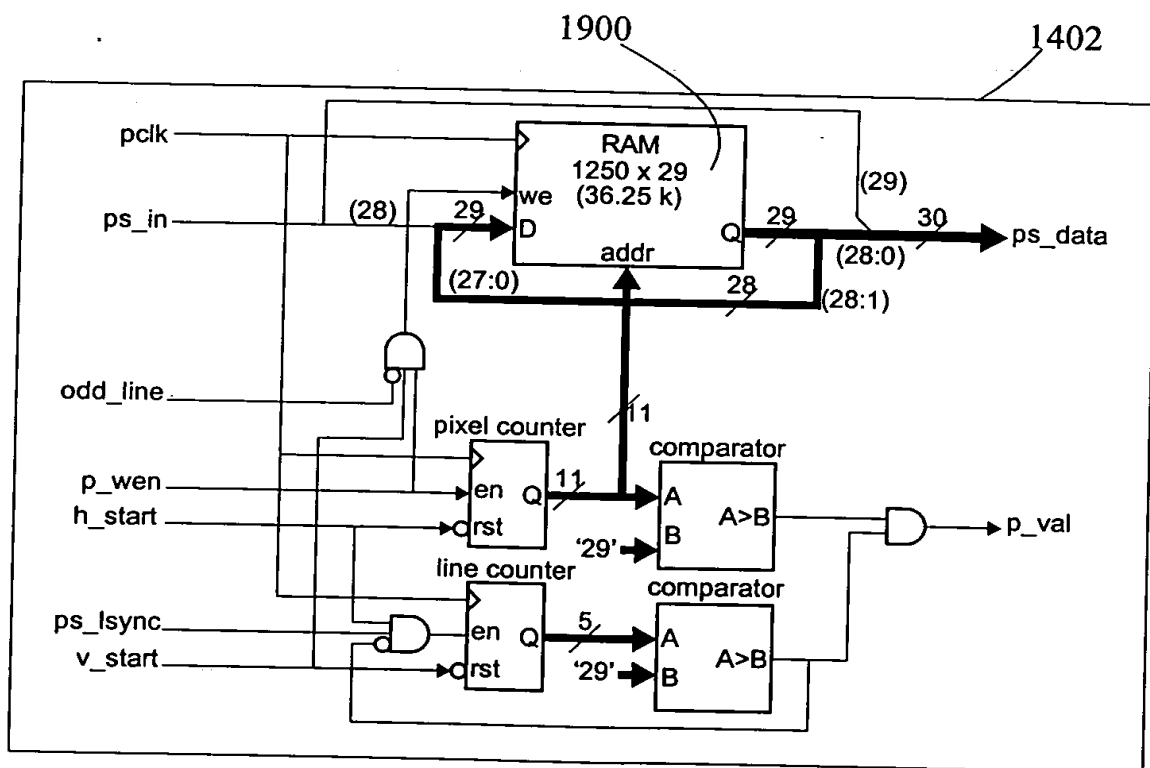 1900
1402
pclk
RAM
1250 x 29
(36.25 k)
(29)
we
ps_in
(28)
29
D
Q
29
30
ps_data
addr
(28:0)
(27:0)
28
(28:1)
odd_line
11
pixel counter
comparator
p_wen
en
Q
11
A
h_start
rst
A>B
p_val
B
'29'
line counter
comparator
ps_lsync
en
Q
5
A
v_start
rst
A>B
'29'
B